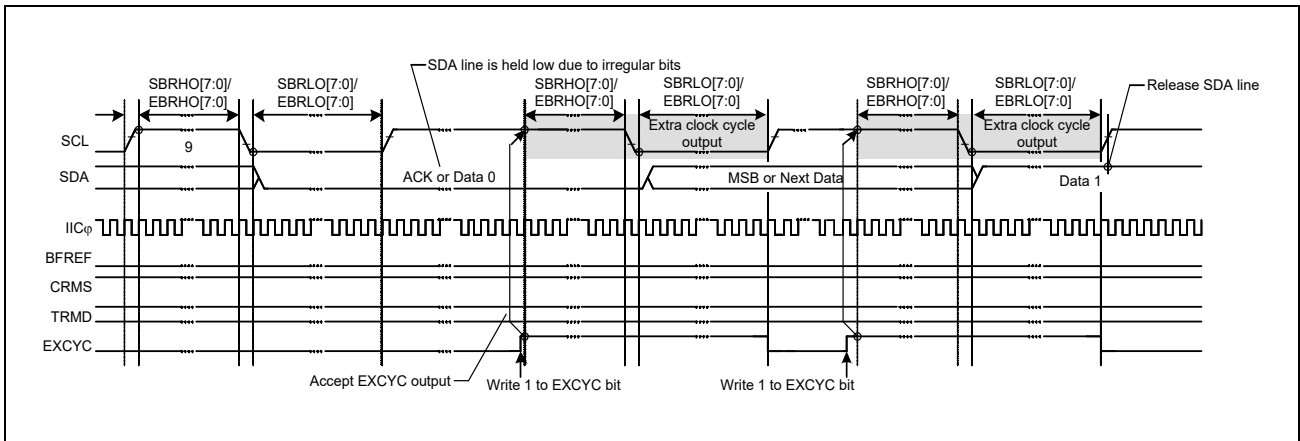 SDA line is held low due to irregular bits
SBRHO[7:0]/
EBRHO[7:0]
SBRLO[7:0]/
EBRLO[7:0]
SBRHO[7:0]/
EBRHO[7:0]
SBRLO[7:0]/
EBRLO[7:0]
SBRHO[7:0]/
EBRHO[7:0]
SBRLO[7:0]/
EBRLO[7:0]
Release SDA line
SCL
9
Extra clock cycle
output
Extra clock cycle
output
SDA
ACK or Data 0
MSB or Next Data
Data 1
IICφ
BFREF
CRMS
TRMD
EXCYC
Accept EXCYC output
Write 1 to EXCYC bit
Write 1 to EXCYC bit